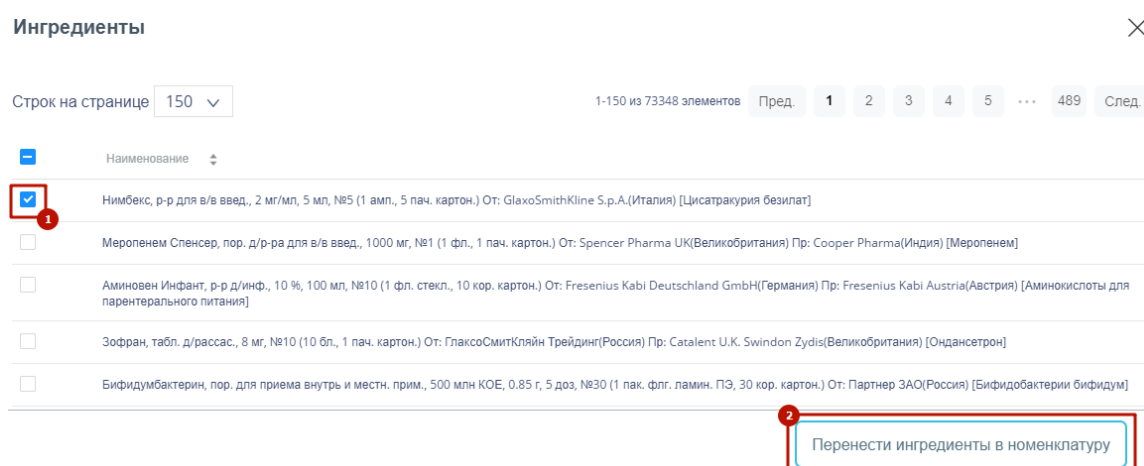 Ингредиенты
Строк на странице 150
1-150 из 73348 элементов Пред. 1 2 3 4 5 ··· 489 След.
Наименование
Нимбекс, р-р для в/в введ., 2 мг/мл, 5 мл, №5 (1 амп., 5 пач. картон.) От: GlaxoSmithKline S.p.A.(Италия) [Цисатракурия безилат]
1
Меропенем Спенсер, пор. д/р-ра для в/в введ., 1000 мг, №1 (1 фл., 1 пач. картон.) От: Spencer Pharma UK(Великобритания) Пр: Cooper Pharma(Индия) [Меропенем]
Аминовен Инфант, р-р д/инф., 10 %, 100 мл, №10 (1 фл. стекл., 10 кор. картон.) От: Fresenius Kabi Deutschland GmbH(Германия) Пр: Fresenius Kabi Austria(Австрия) [Аминокислоты для
парентерального питания]
Зофран, табл. д/рассас., 8 мг, №10 (10 бл., 1 пач. картон.) От: ГлаксоСмитКляйн Трейдинг(Россия) Пр: Catalent U.K. Swindon Zydis(Великобритания) [Ондансетрон]
Бифидумбактерин, пор. для приема внутрь и местн. прим., 500 млн КОЕ, 0.85 г, 5 доз, №30 (1 пак. флг. ламин. ПЭ, 30 кор. картон.) От: Партнер ЗАО(Россия) [Бифидобактерии бифидум]
2
Перенести ингредиенты в номенклатуру